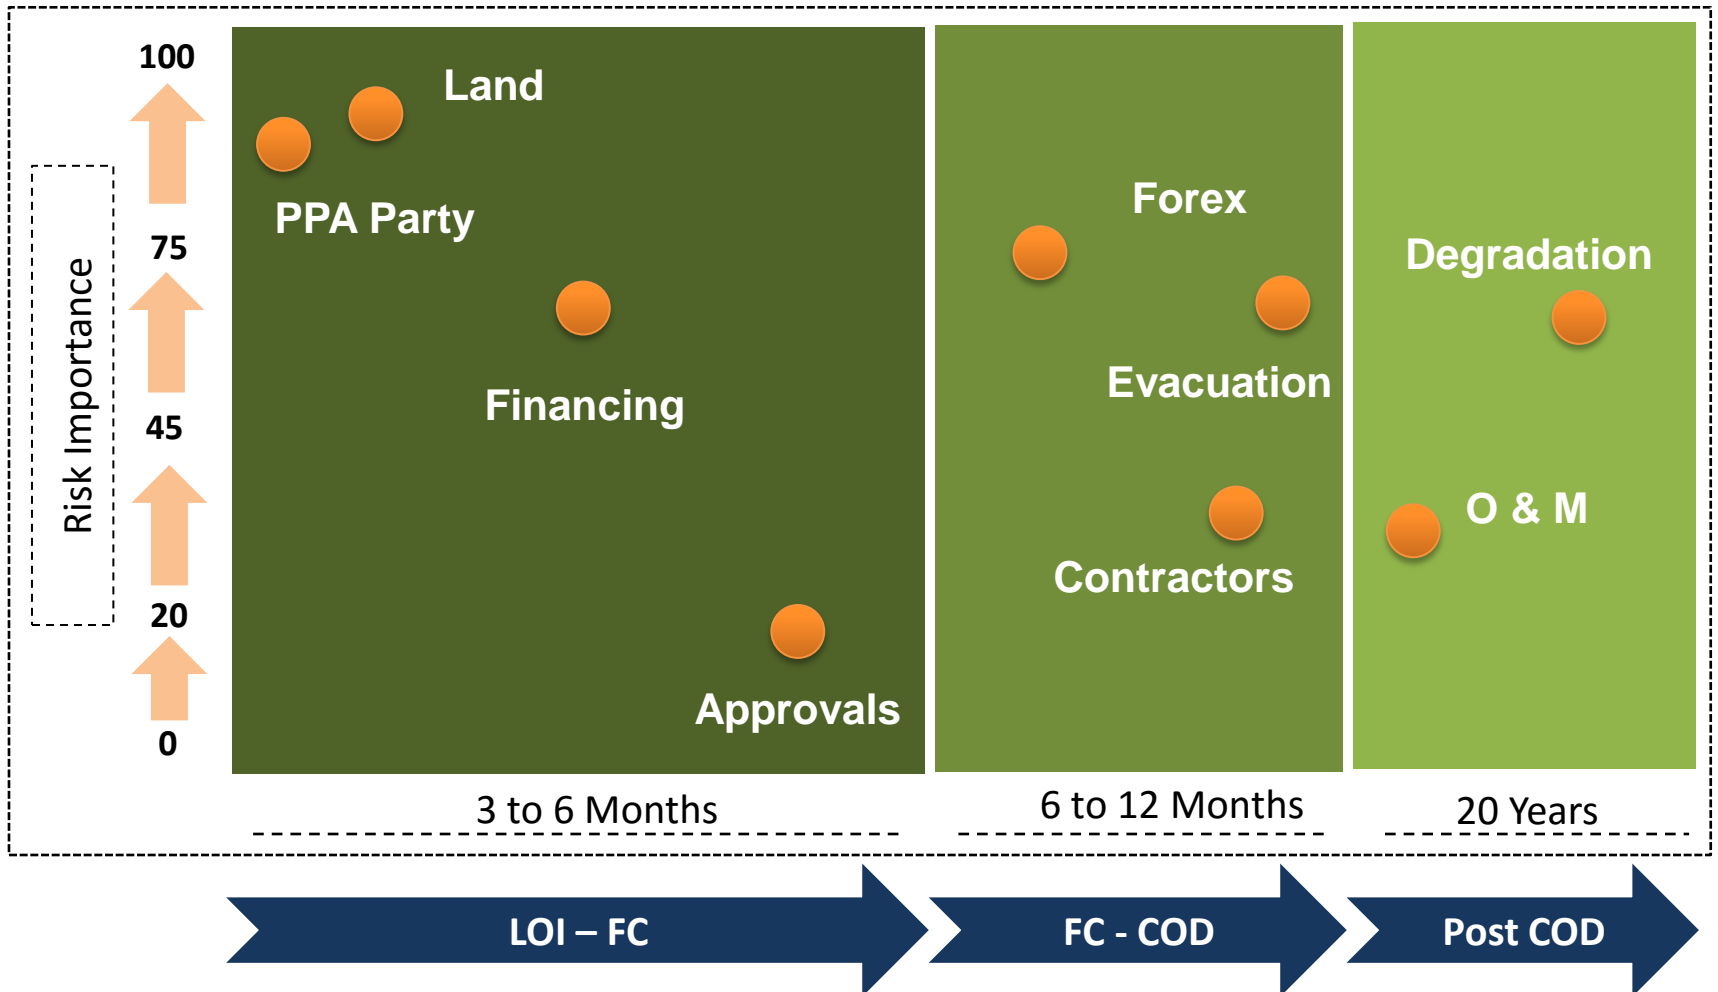 100
75
45
20
0
Risk Importance
Land
PPA Party
Financing
Approvals
Forex
Evacuation
Contractors
Degradation
O & M
3 to 6 Months
6 to 12 Months
20 Years
LOI – FC
FC - COD
Post COD